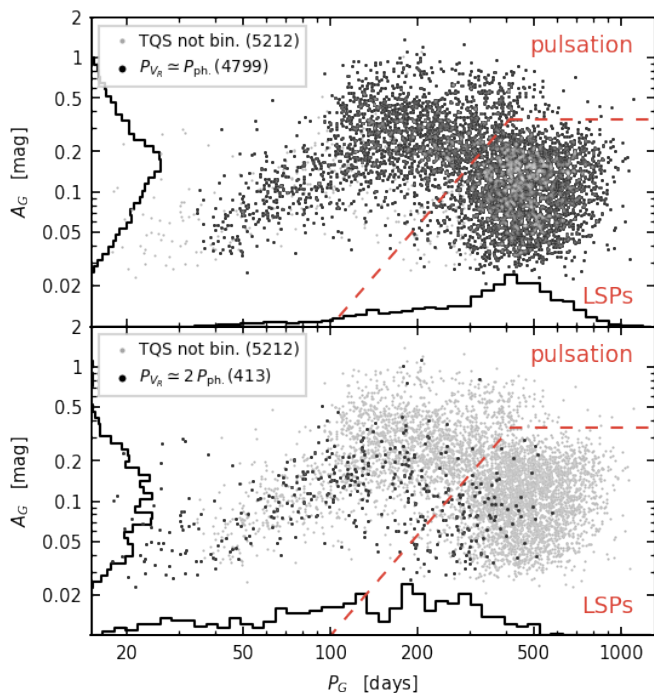 2
TQS not bin. (5212)
P_{V_R} ≃ P_{ph.} (4799)
pulsation
1
0.5
0.2
0.1
0.05
0.02
A_G [mag]
LSPs
2
TQS not bin. (5212)
P_{V_R} ≃ 2 P_{ph.} (413)
pulsation
1
0.5
0.2
0.1
0.05
0.02
A_G [mag]
LSPs
20 50 100 200 500 1000
P_G [days]